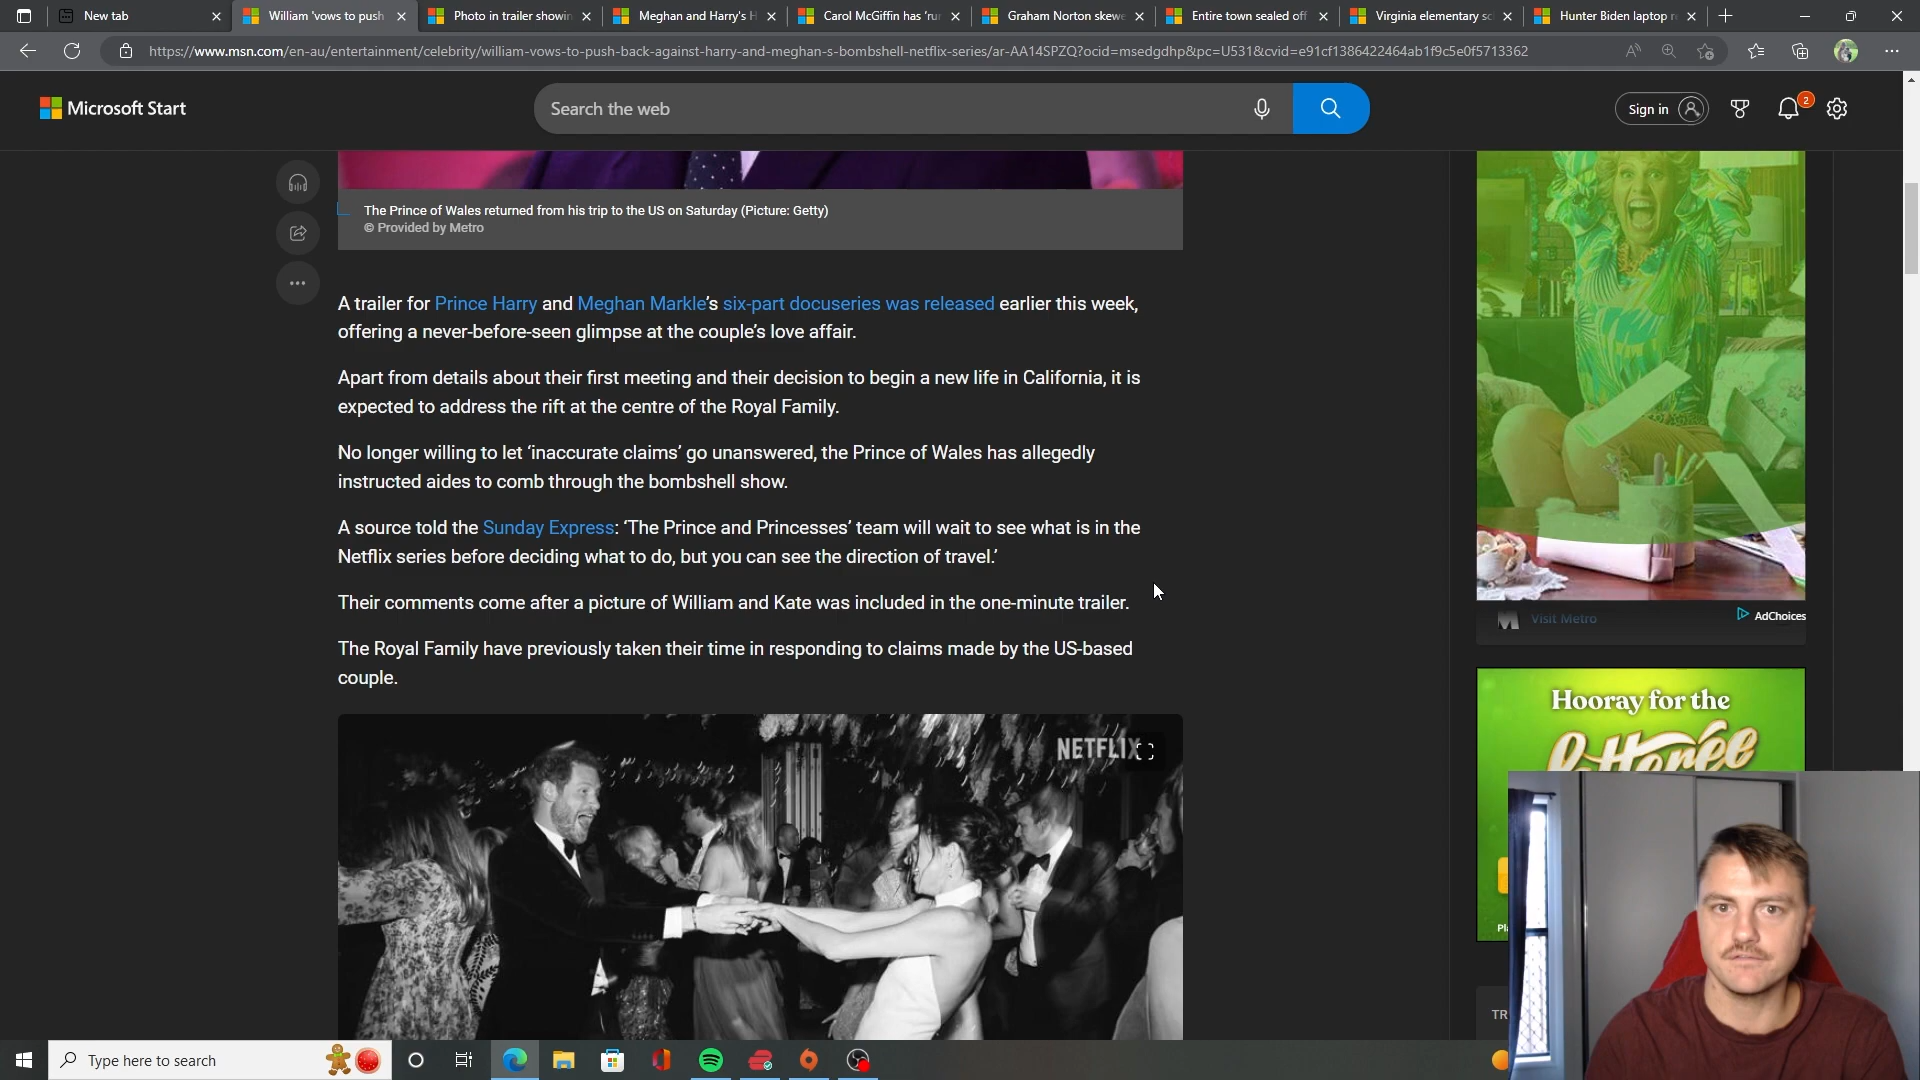 New tab
William 'vows to push
Photo in trailer showin
Meghan and Harry's H
Carol McGiffin has 'ru
Graham Norton skewe
Entire town sealed off
Virginia elementary sc
Hunter Biden laptop r
https://www.msn.com/en-au/entertainment/celebrity/william-vows-to-push-back-against-harry-and-meghan-s-bombshell-netflix-series/ar-AA14SPZQ?ocid=msedgdhp&pc=U531&cvid=e91cf1386422464ab1f9c5e0f5713362
Microsoft Start
Search the web
Sign in
2
The Prince of Wales returned from his trip to the US on Saturday (Picture: Getty)
© Provided by Metro
A trailer for Prince Harry and Meghan Markle's six-part docuseries was released earlier this week,
offering a never-before-seen glimpse at the couple's love affair.
Apart from details about their first meeting and their decision to begin a new life in California, it is
expected to address the rift at the centre of the Royal Family.
No longer willing to let 'inaccurate claims' go unanswered, the Prince of Wales has allegedly
instructed aides to comb through the bombshell show.
A source told the Sunday Express: 'The Prince and Princesses' team will wait to see what is in the
Netflix series before deciding what to do, but you can see the direction of travel.'
Their comments come after a picture of William and Kate was included in the one-minute trailer.
The Royal Family have previously taken their time in responding to claims made by the US-based
couple.
NETFLIX
Visit Metro
AdChoices
Hooray for the
Type here to search